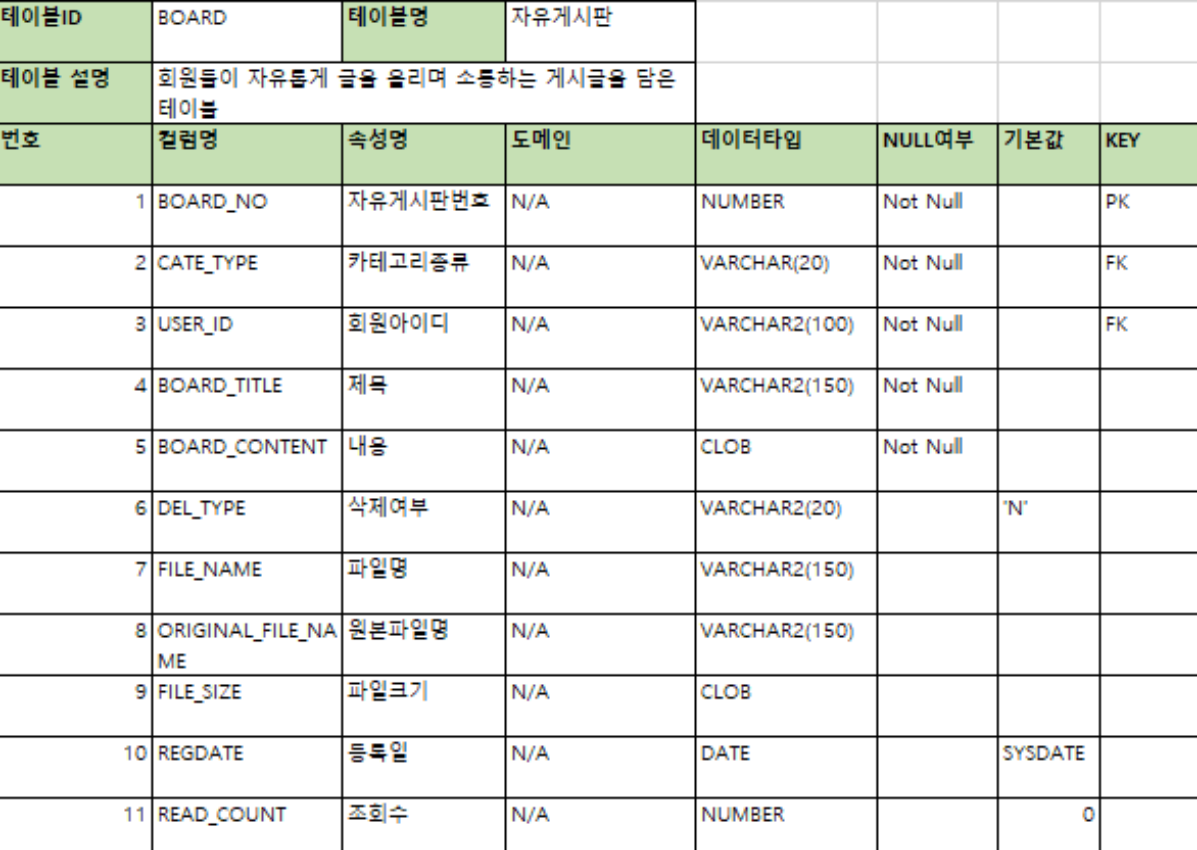 테이블ID BOARD 테이블명 자유게시판
테이블 설명 회원들이 자유롭게 글을 올리며 소통하는 게시글을 담은
테이블
번호 컬럼명 속성명 도메인 데이터타입 NULL여부 기본값 KEY
1 BOARD_NO 자유게시판번호 N/A NUMBER Not Null PK
2 CATE_TYPE 카테고리종류 N/A VARCHAR(20) Not Null FK
3 USER_ID 회원아이디 N/A VARCHAR2(100) Not Null FK
4 BOARD_TITLE 제목 N/A VARCHAR2(150) Not Null
5 BOARD_CONTENT 내용 N/A CLOB Not Null
6 DEL_TYPE 삭제여부 N/A VARCHAR2(20) 'N'
7 FILE_NAME 파일명 N/A VARCHAR2(150)
8 ORIGINAL_FILE_NA 원본파일명 N/A VARCHAR2(150)
ME
9 FILE_SIZE 파일크기 N/A CLOB
10 REGDATE 등록일 N/A DATE SYSDATE
11 READ_COUNT 조회수 N/A NUMBER 0